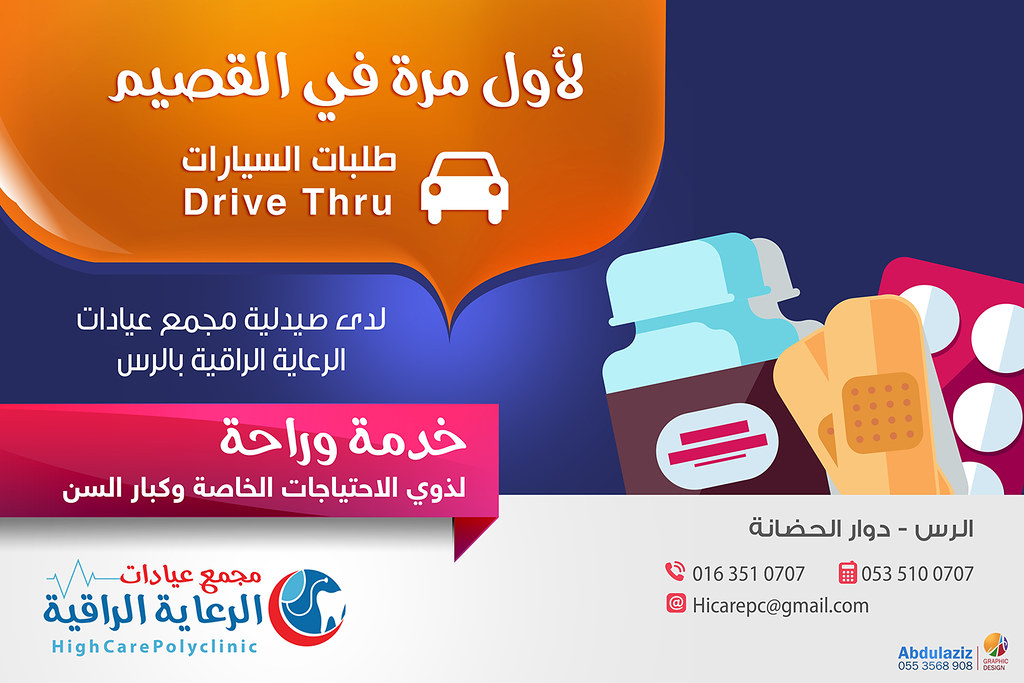 لأول مرة في القصيم
طلبات السيارات
Drive Thru
لدى صيدلية مجمع عيادات
الرعاية الراقية بالرس
خدمة وراحة
لذوي الاحتياجات الخاصة وكبار السن
الرس - دوار الحضانة
016 351 0707
053 510 0707
Hicarepc@gmail.com
مجمع عيادات
الرعاية الراقية
HighCarePolyclinic
Abdulaziz
055 3568 908
GRAPHIC
DESIGN